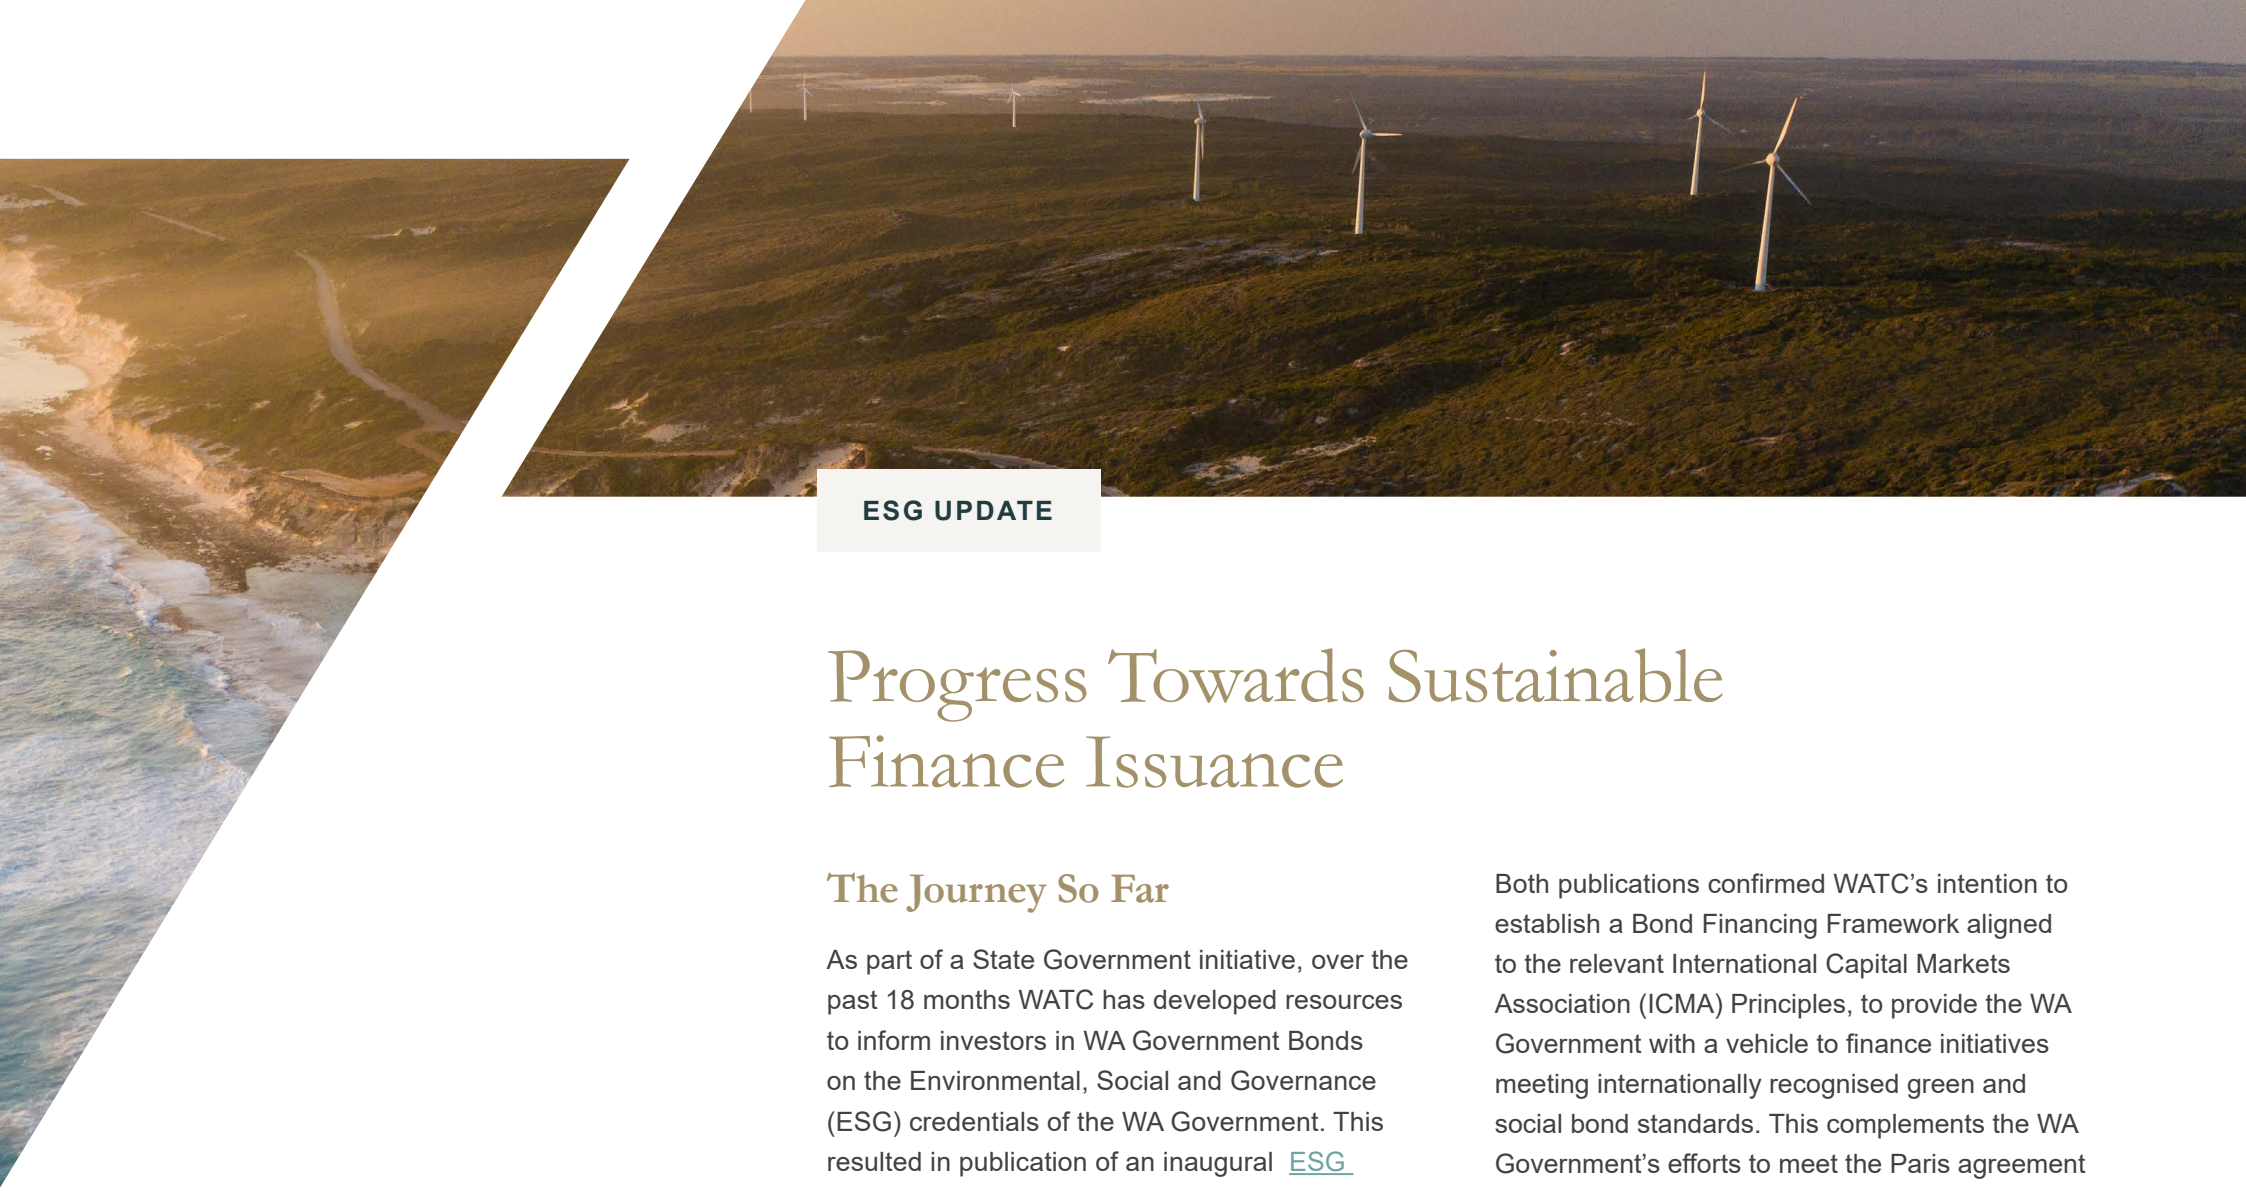 ESG UPDATE
Progress Towards Sustainable
Finance Issuance
The Journey So Far
As part of a State Government initiative, over the
past 18 months WATC has developed resources
to inform investors in WA Government Bonds
on the Environmental, Social and Governance
(ESG) credentials of the WA Government. This
resulted in publication of an inaugural ESG
Both publications confirmed WATC’s intention to
establish a Bond Financing Framework aligned
to the relevant International Capital Markets
Association (ICMA) Principles, to provide the WA
Government with a vehicle to finance initiatives
meeting internationally recognised green and
social bond standards. This complements the WA
Government’s efforts to meet the Paris agreement